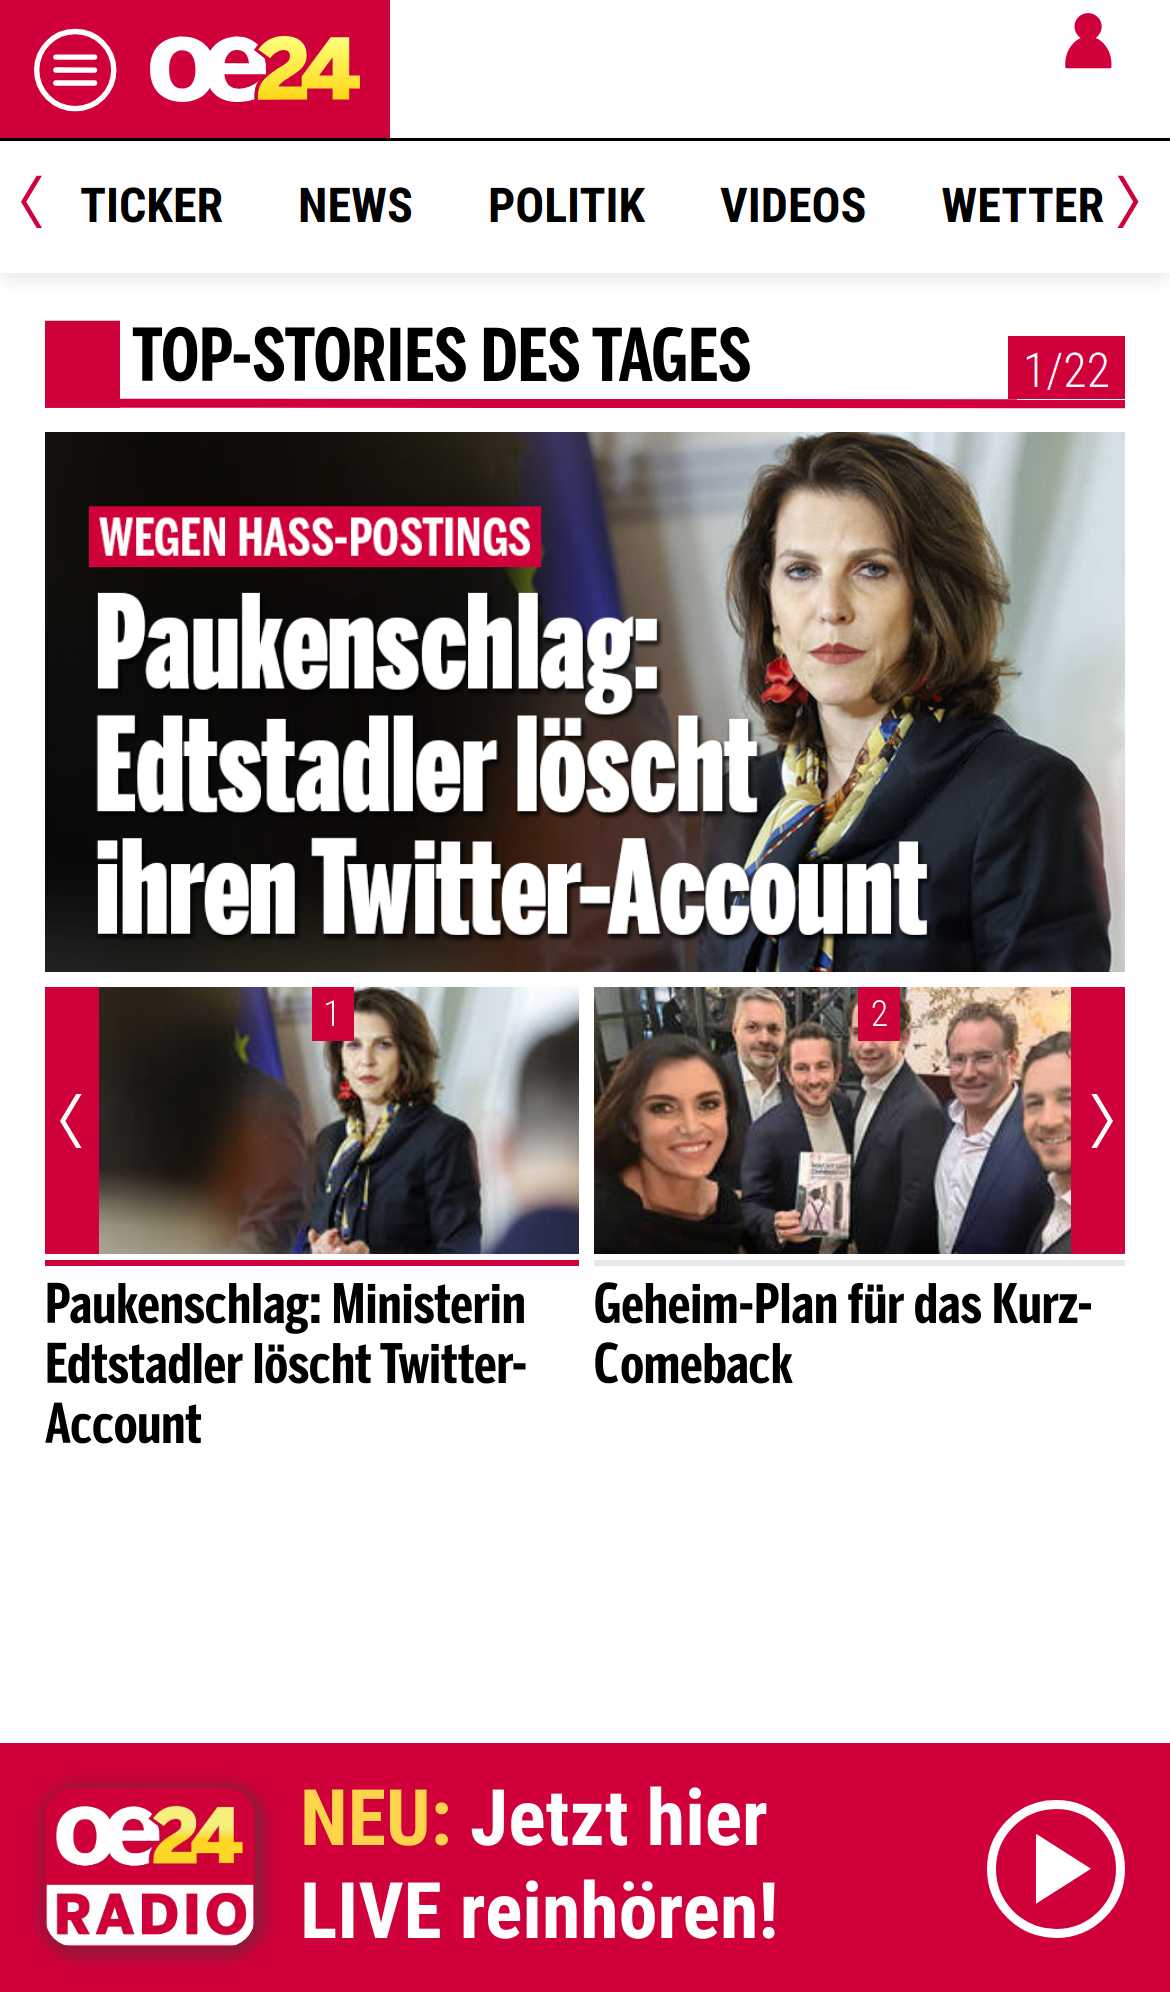 oe24
TICKER NEWS POLITIK VIDEOS WETTER
TOP-STORIES DES TAGES
1/22
WEGEN HASS-POSTINGS
Paukenschlag:
Edtstadler löscht
ihren Twitter-Account
1
2
Paukenschlag: Ministerin
Edtstadler löscht Twitter-
Account
Geheim-Plan für das Kurz-
Comeback
oe24
RADIO
NEU: Jetzt hier
LIVE reinhören!